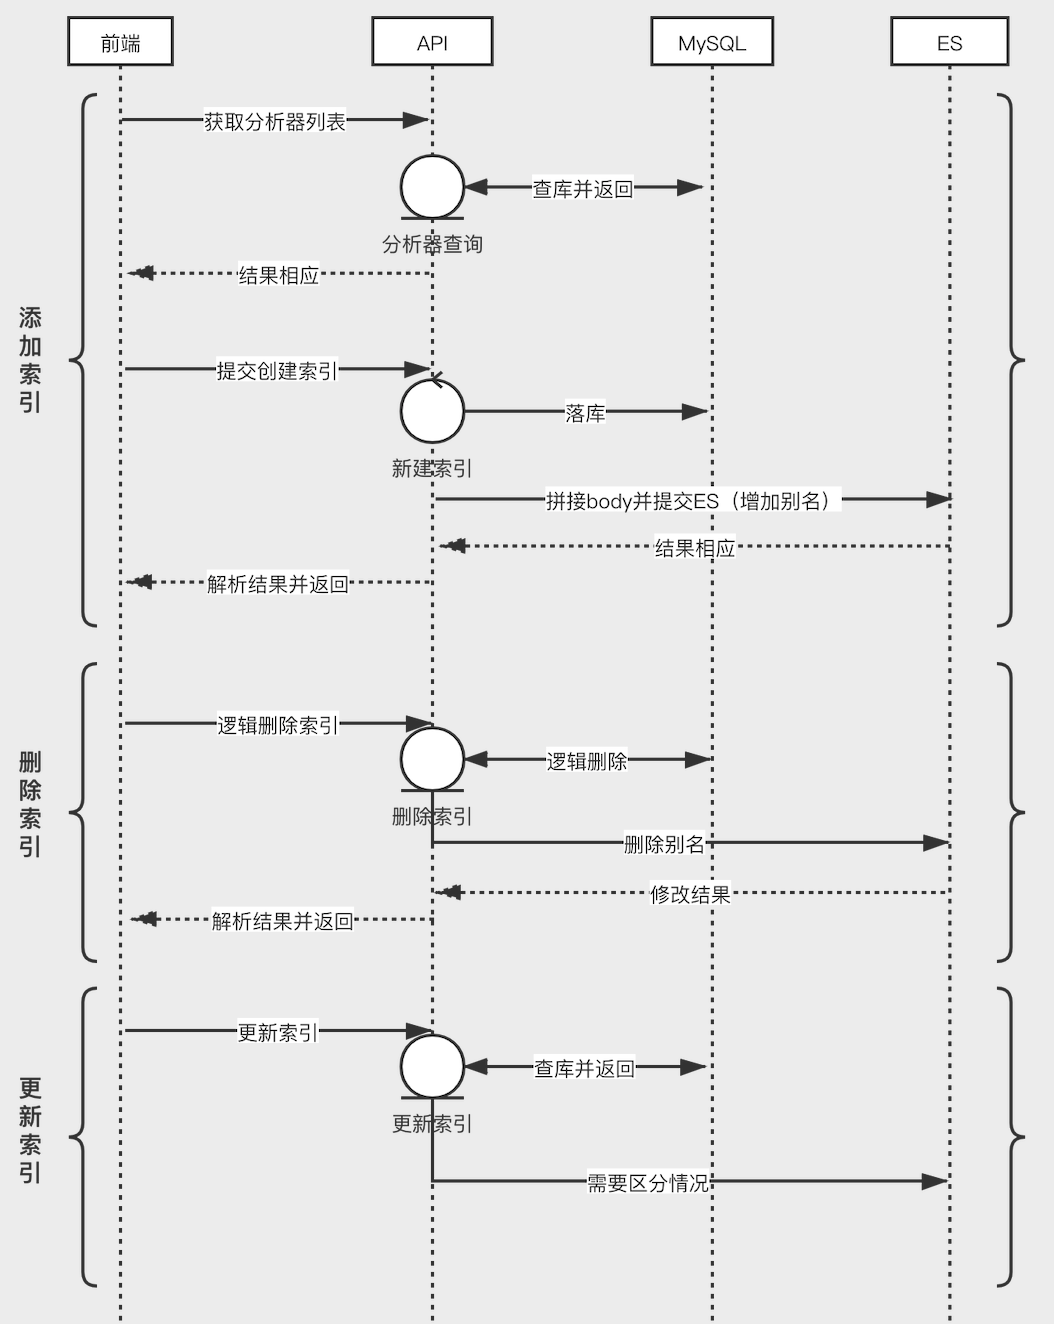 前端
API
MySQL
ES
添加索引
获取分析器列表
查库并返回
分析器查询
结果相应
提交创建索引
落库
新建索引
拼接body并提交ES（增加别名）
结果相应
解析结果并返回
删除索引
逻辑删除索引
逻辑删除
删除索引
删除别名
修改结果
解析结果并返回
更新索引
更新索引
查库并返回
更新索引
需要区分情况